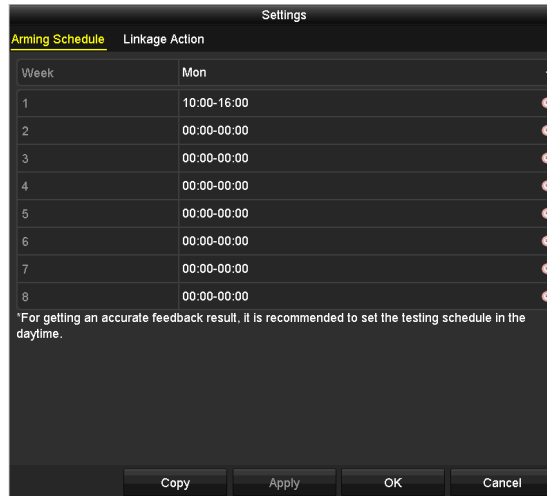 Settings
Arming Schedule Linkage Action
Week Mon
1 10:00-16:00
2 00:00-00:00
3 00:00-00:00
4 00:00-00:00
5 00:00-00:00
6 00:00-00:00
7 00:00-00:00
8 00:00-00:00
*For getting an accurate feedback result, it is recommended to set the testing schedule in the
daytime.
Copy Apply OK Cancel